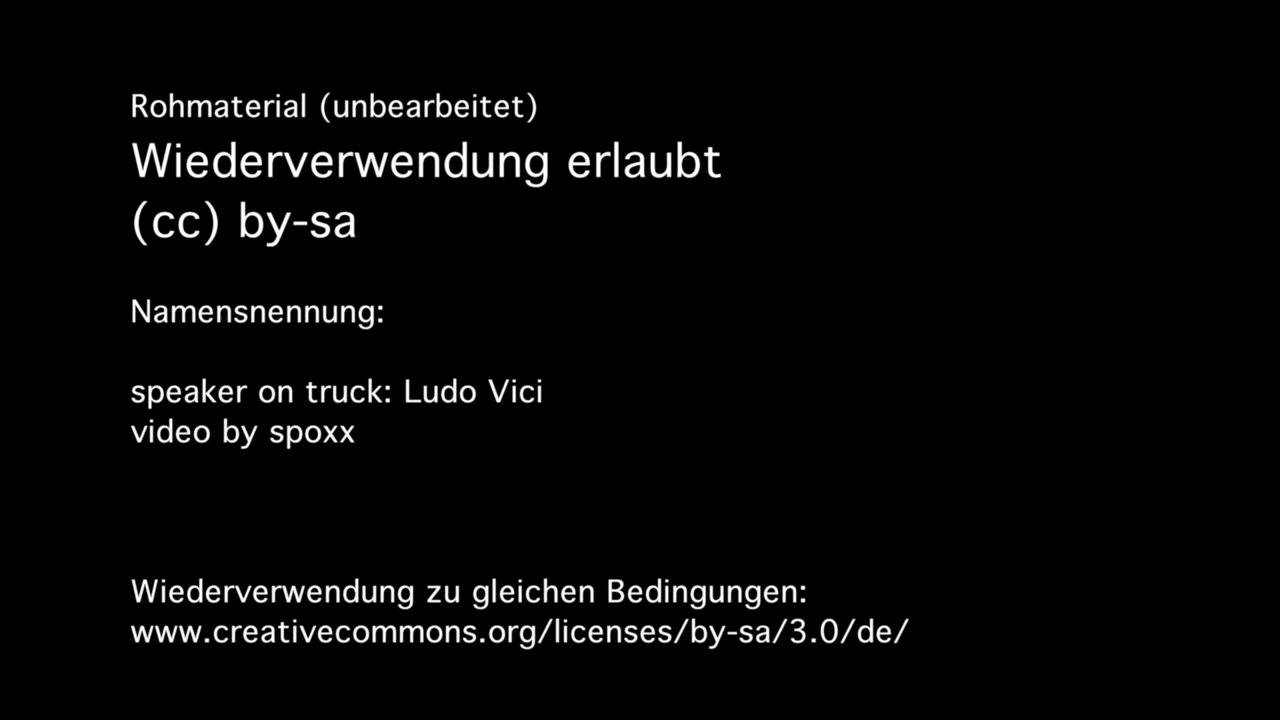 Rohmaterial (unbearbeitet)
Wiederverwendung erlaubt
(cc) by-sa
Namensnennung:
speaker on truck: Ludo Vici
video by spoxx
Wiederverwendung zu gleichen Bedingungen:
www.creativecommons.org/licenses/by-sa/3.0/de/